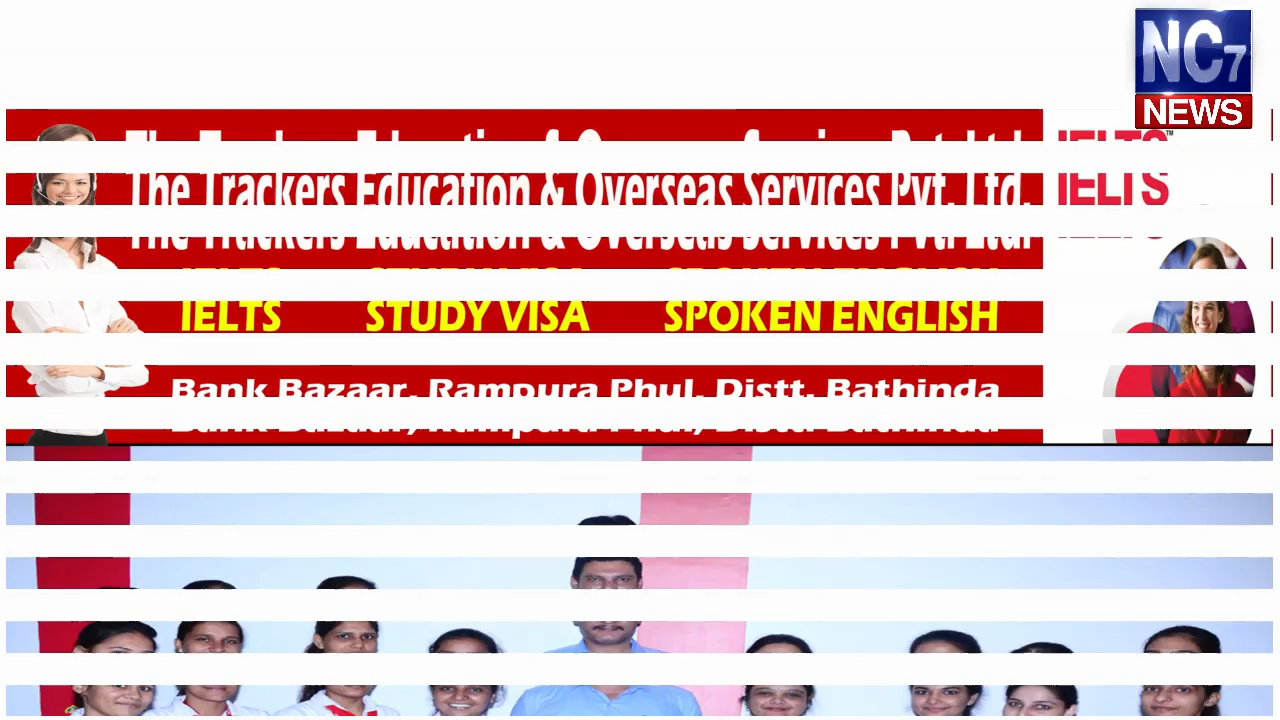 NC7
NEWS
The Trackers Education & Overseas Services Pvt. Ltd.
IELTS™
IELTS STUDY VISA SPOKEN ENGLISH
Bank Bazaar, Rampura Phul, Distt. Bathinda